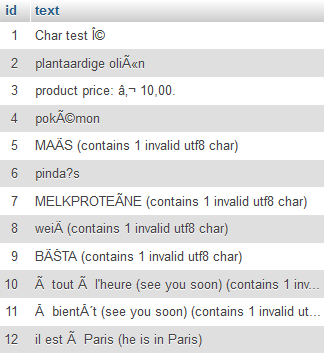 id text
1 Char test Î©
2 plantaardige oliÃ«n
3 product price: â‚¬ 10,00.
4 pokÃ©mon
5 MAÃS (contains 1 invalid utf8 char)
6 pinda?s
7 MELKPROTEÃNE (contains 1 invalid utf8 char)
8 weiÄ (contains 1 invalid utf8 char)
9 BÄŠTA (contains 1 invalid utf8 char)
10 Ã tout Ã l'heure (see you soon) (contains 1 inv...
11 Ã bientÃ´t (see you soon) (contains 1 invalid ut...
12 il est Ã Paris (he is in Paris)